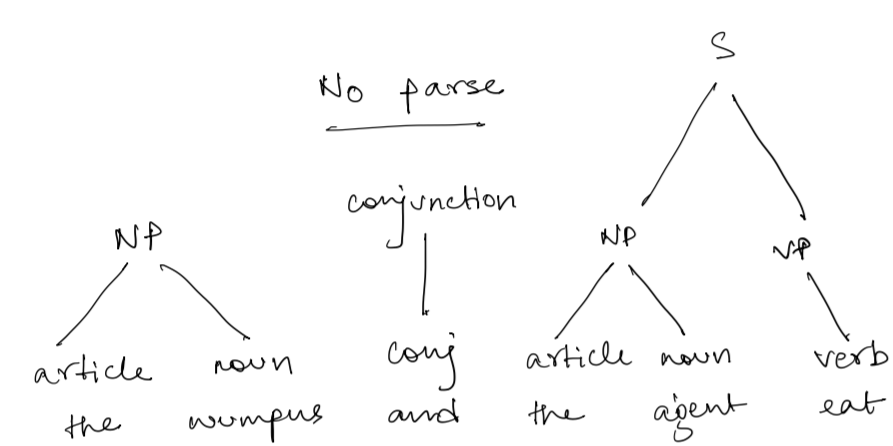 S
No parse
conjunction
NP NP VP
article noun conj article noun verb
the wumpus and the agent eat